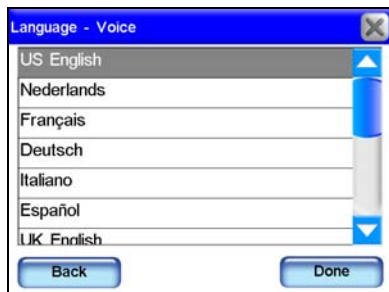 Language - Voice
US English
Nederlands
Français
Deutsch
Italiano
Español
UK English
Back
Done